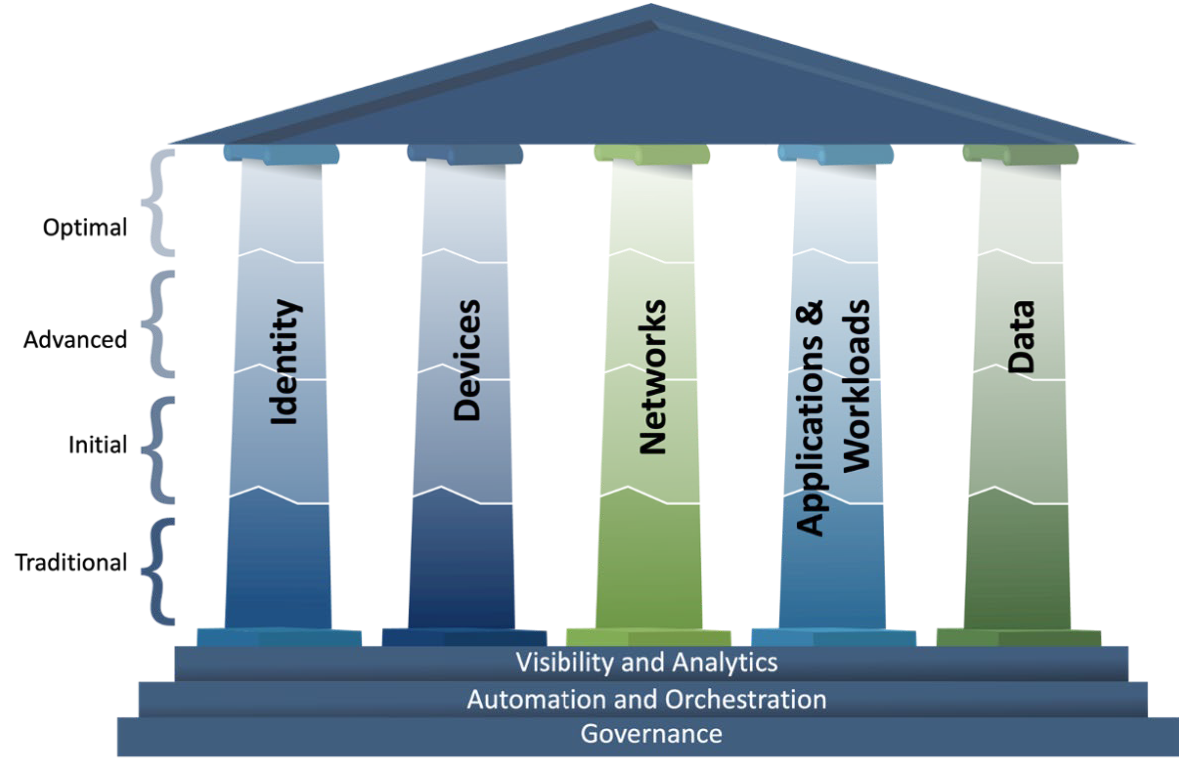 Optimal
Advanced
Initial
Traditional
Identity
Devices
Networks
Applications &
Workloads
Data
Visibility and Analytics
Automation and Orchestration
Governance